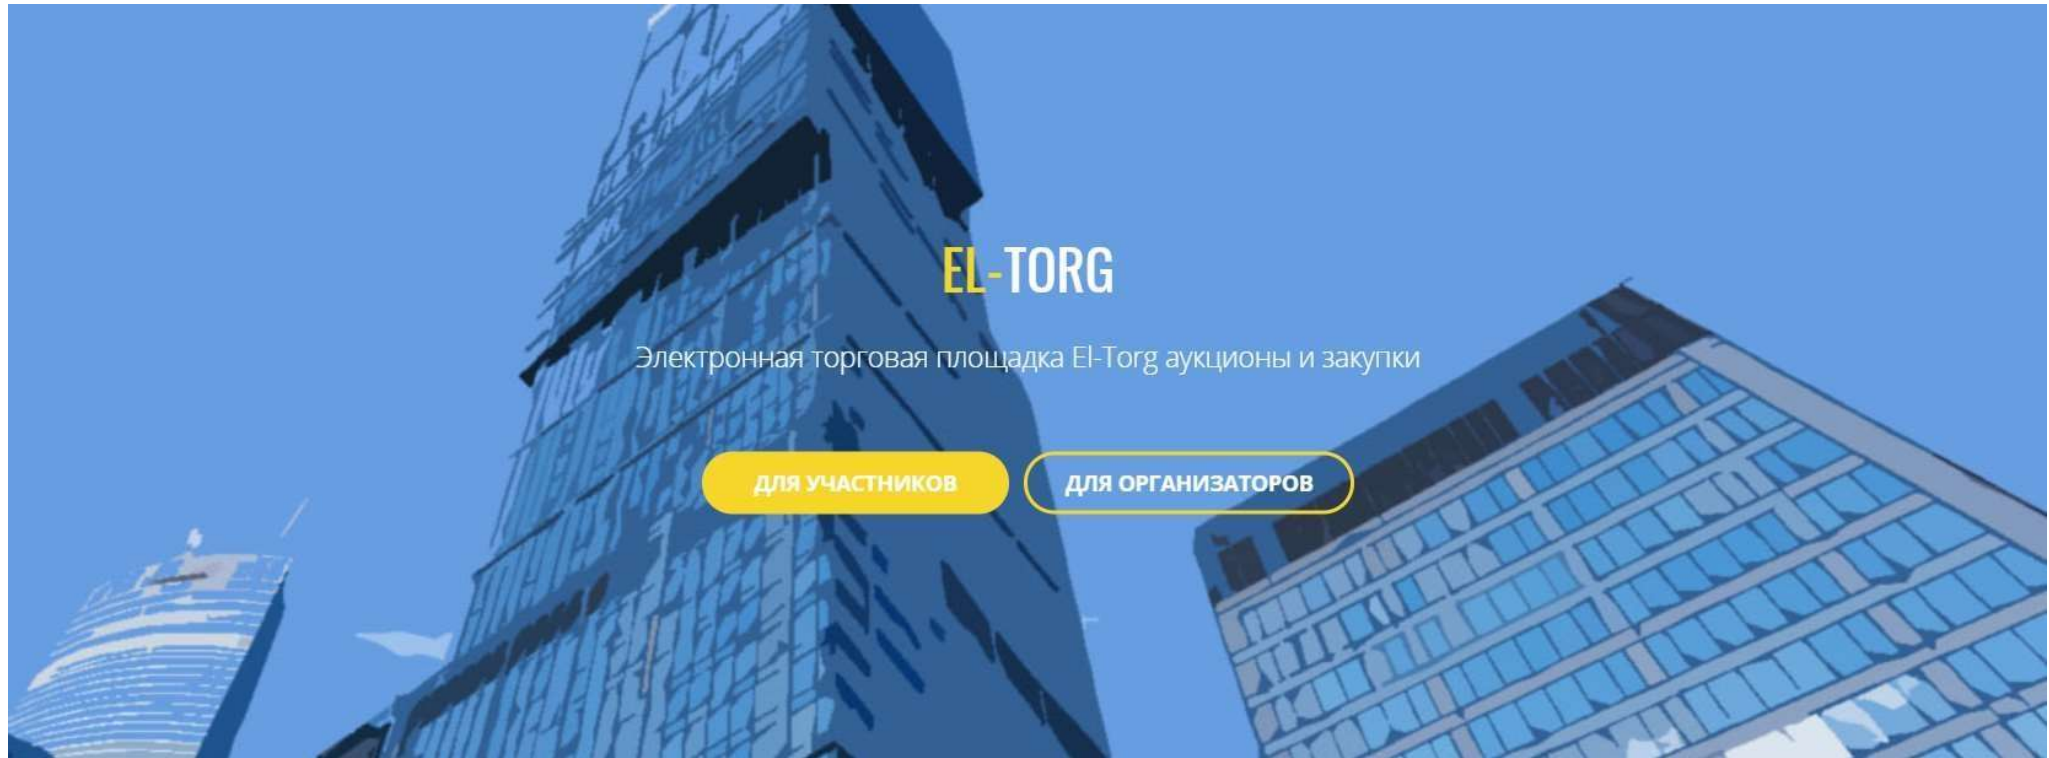 EL-TORG
Электронная торговая площадка El-Torg аукционы и закупки
ДЛЯ УЧАСТНИКОВ ДЛЯ ОРГАНИЗАТОРОВ